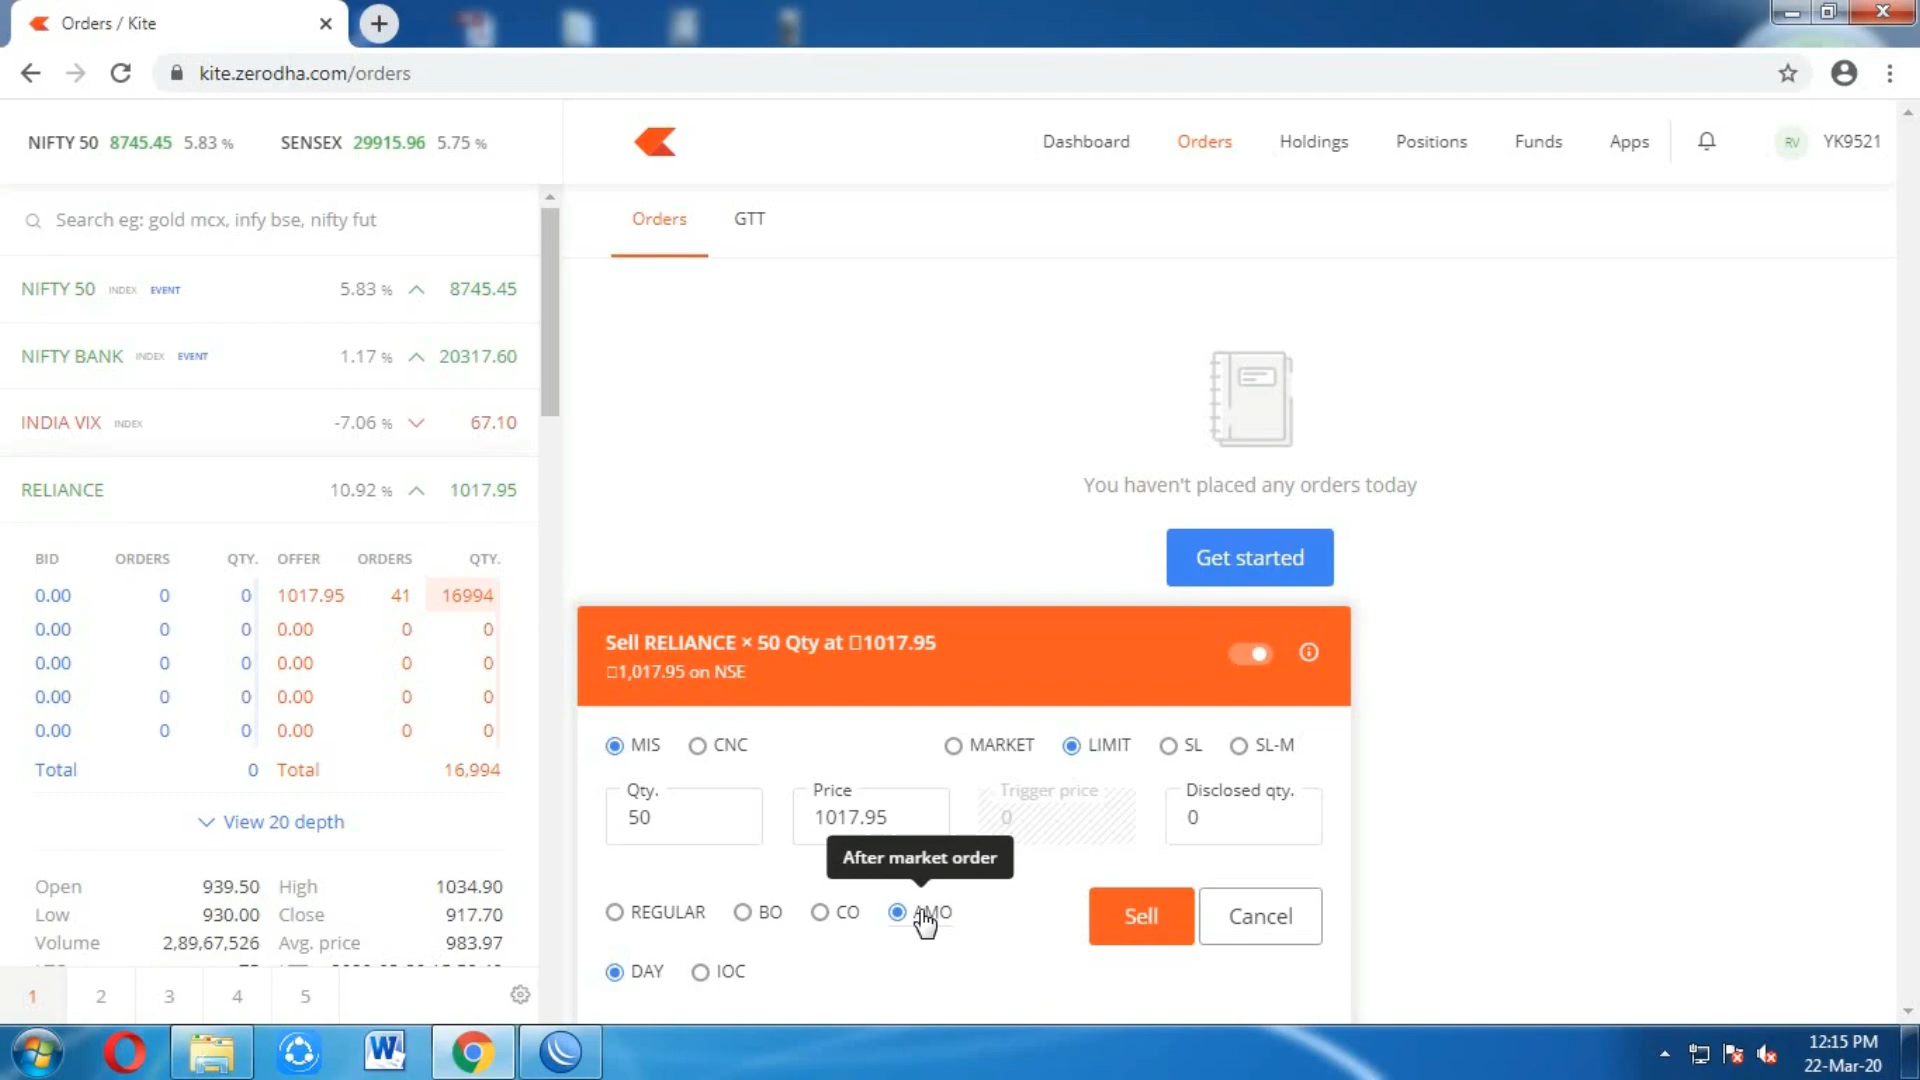 Orders / Kite
kite.zerodha.com/orders
NIFTY 50 8745.45 5.83 % SENSEX 29915.96 5.75 %
Dashboard Orders Holdings Positions Funds Apps RV YK9521
Search eg: gold mcx, infy bse, nifty fut
Orders GTT
NIFTY 50 INDEX EVENT 5.83 % 8745.45
NIFTY BANK INDEX EVENT 1.17 % 20317.60
INDIA VIX INDEX -7.06 % 67.10
RELIANCE 10.92 % 1017.95
BID ORDERS QTY. OFFER ORDERS QTY.
0.00 0 0 1017.95 41 16994
0.00 0 0 0.00 0 0
0.00 0 0 0.00 0 0
0.00 0 0 0.00 0 0
0.00 0 0 0.00 0 0
Total 0 Total 16,994
View 20 depth
Open 939.50 High 1034.90
Low 930.00 Close 917.70
Volume 2,89,67,526 Avg. price 983.97
1 2 3 4 5
You haven't placed any orders today
Get started
Sell RELIANCE × 50 Qty at 1017.95
1,017.95 on NSE
MIS CNC MARKET LIMIT SL SL-M
Qty. Price Trigger price Disclosed qty.
50 1017.95 0 0
After market order
REGULAR BO CO AMO
Sell Cancel
DAY IOC
12:15 PM
22-Mar-20